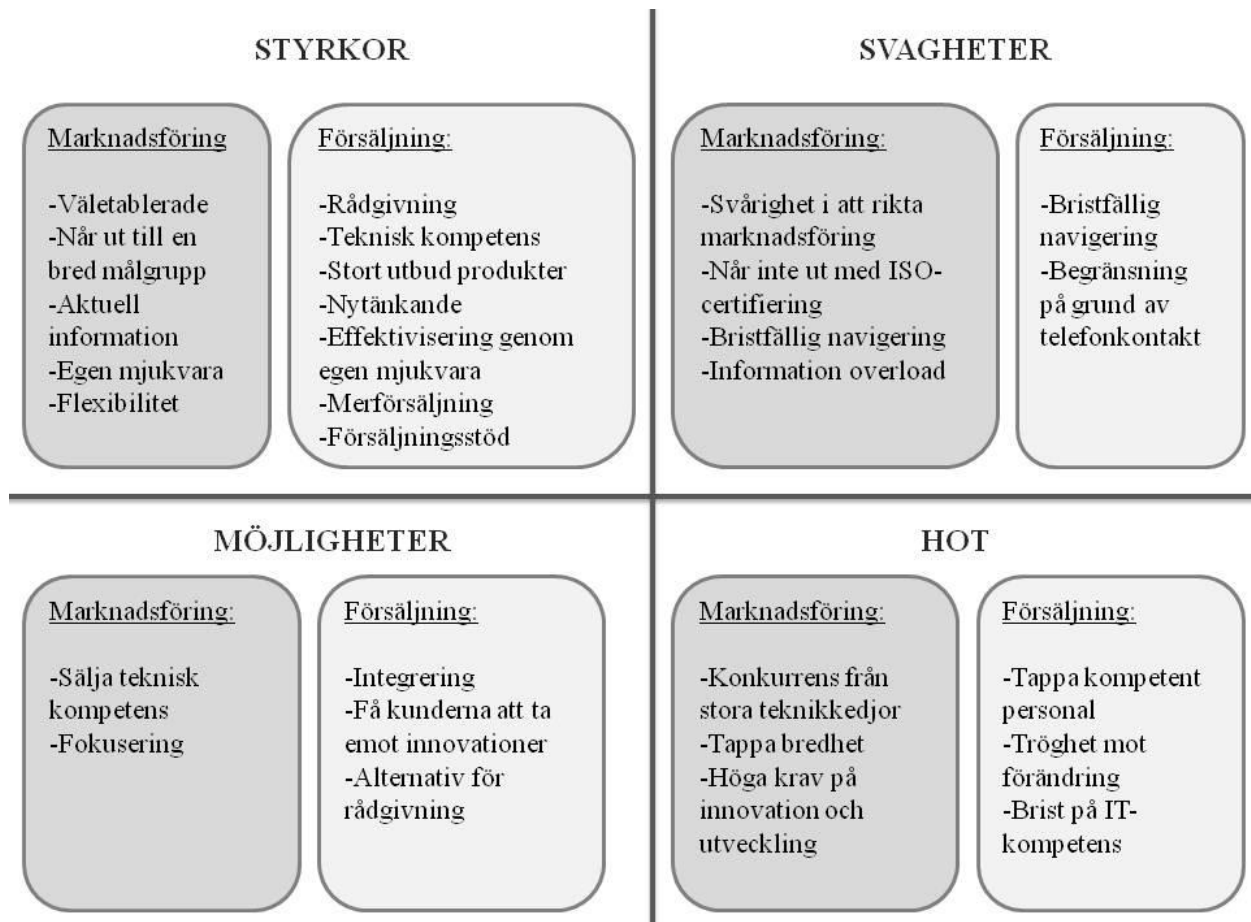 STYRKOR
Marknadsföring
-Väletablerade
-Når ut till en
bred målgrupp
-Aktuell
information
-Egen mjukvara
-Flexibilitet
Försäljning:
-Rådgivning
-Teknisk kompetens
-Stort utbud produkter
-Nytänkande
-Effektivisering genom
egen mjukvara
-Merförsäljning
-Försäljningsstöd
SVAGHETER
Marknadsföring:
-Svårighet i att rikta
marknadsföring
-Når inte ut med ISO-
certifiering
-Bristfällig navigering
-Information overload
Försäljning:
-Bristfällig
navigering
-Begränsning
på grund av
telefonkontakt
MÖJLIGHETER
Marknadsföring:
-Sälja teknisk
kompetens
-Fokusering
Försäljning:
-Integrering
-Få kunderna att ta
emot innovationer
-Alternativ för
rådgivning
HOT
Marknadsföring:
-Konkurrens från
stora teknikkedjor
-Tappa bredhet
-Höga krav på
innovation och
utveckling
Försäljning:
-Tappa kompetent
personal
-Tröghet mot
förändring
-Brist på IT-
kompetens